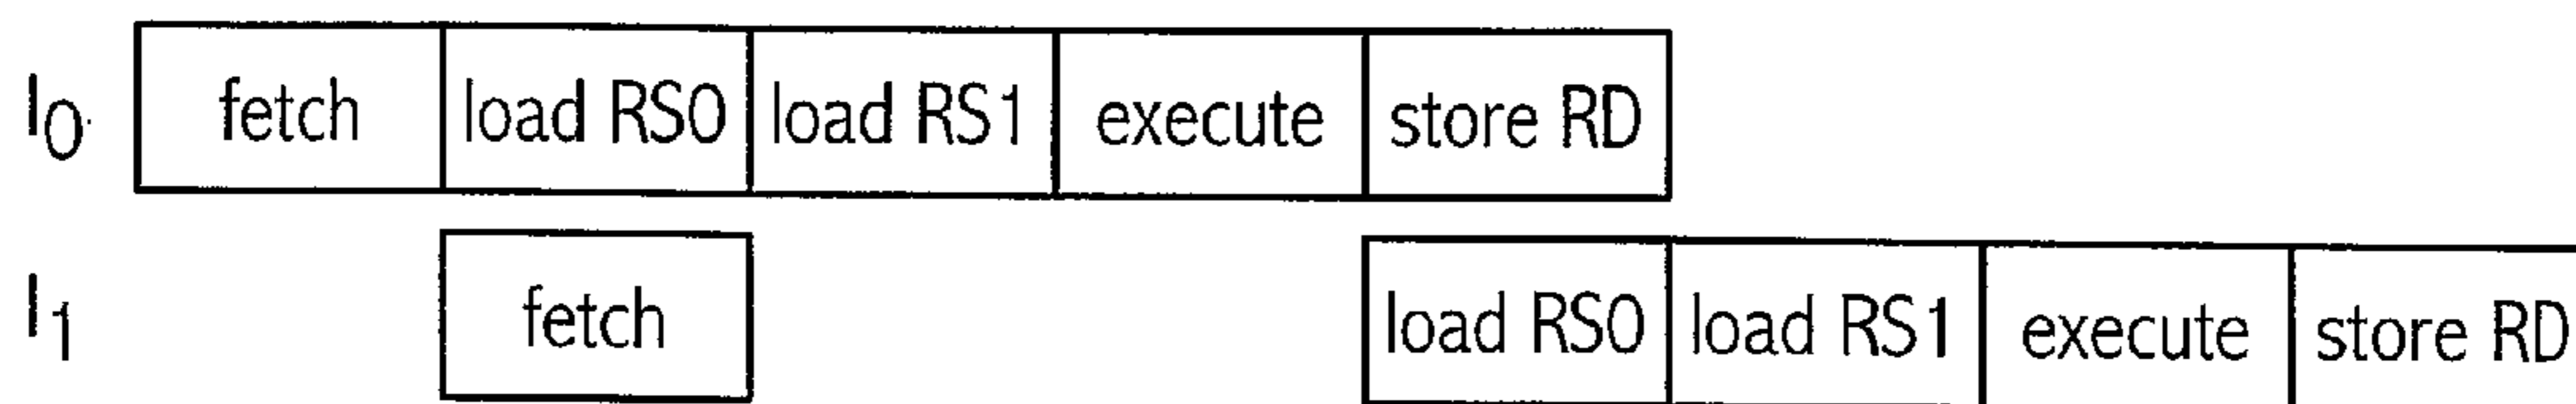 I0 fetch load RS0 load RS1 execute store RD
I1 fetch load RS0 load RS1 execute store RD